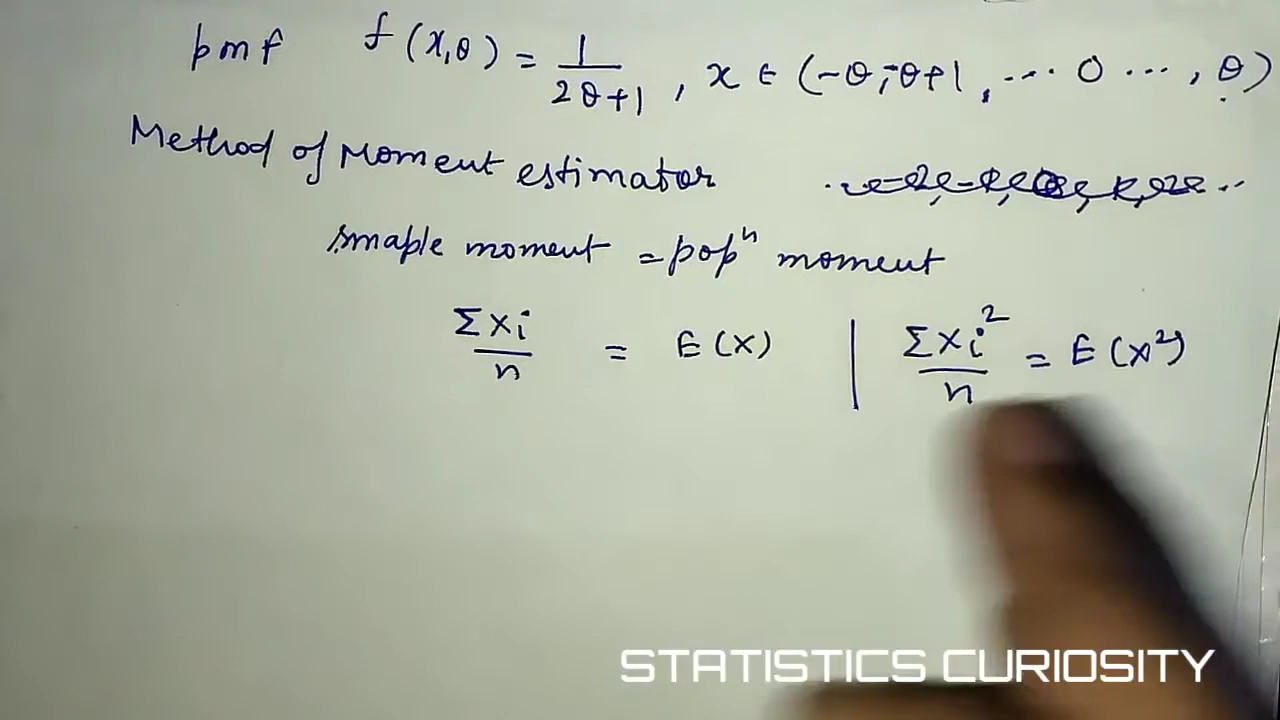 pmf f(x,θ) = 1/2θ+1 , x ∈ (-θ,-θ+1, .... 0 ..., θ)
Method of Moment estimator
smaple moment = popⁿ moment
Σxi/n = E(x) | Σxi²/n = E(x²)
STATISTICS CURIOSITY